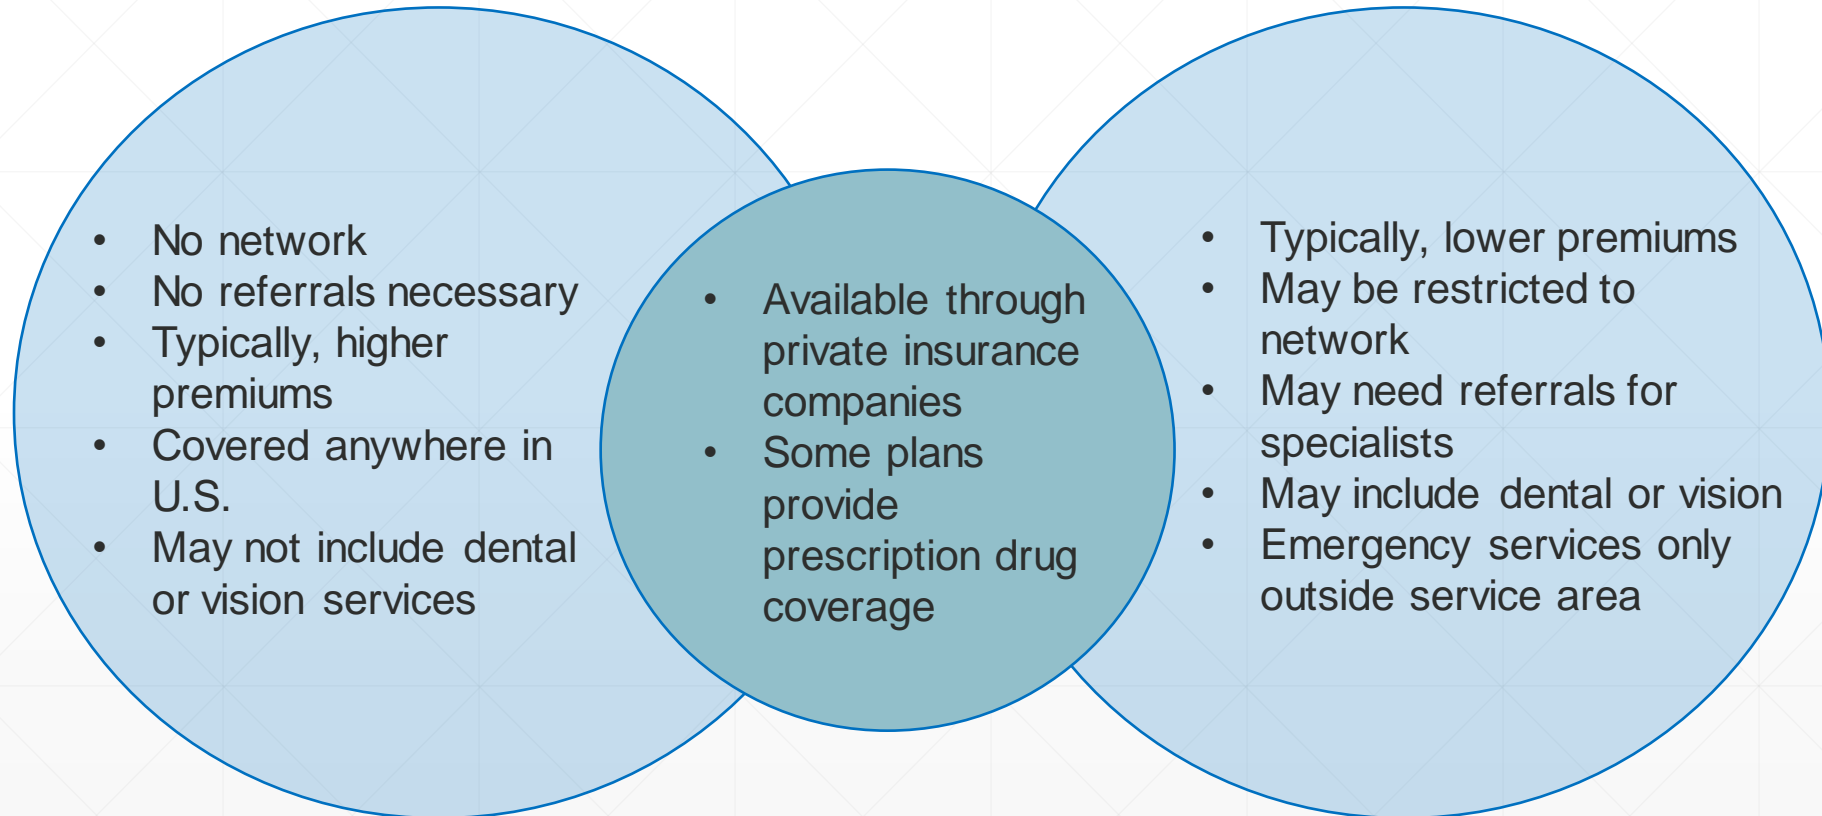 • No network
• No referrals necessary
• Typically, higher
premiums
• Covered anywhere in
U.S.
• May not include dental
or vision services
• Available through
private insurance
companies
• Some plans
provide
prescription drug
coverage
• Typically, lower premiums
• May be restricted to
network
• May need referrals for
specialists
• May include dental or vision
• Emergency services only
outside service area